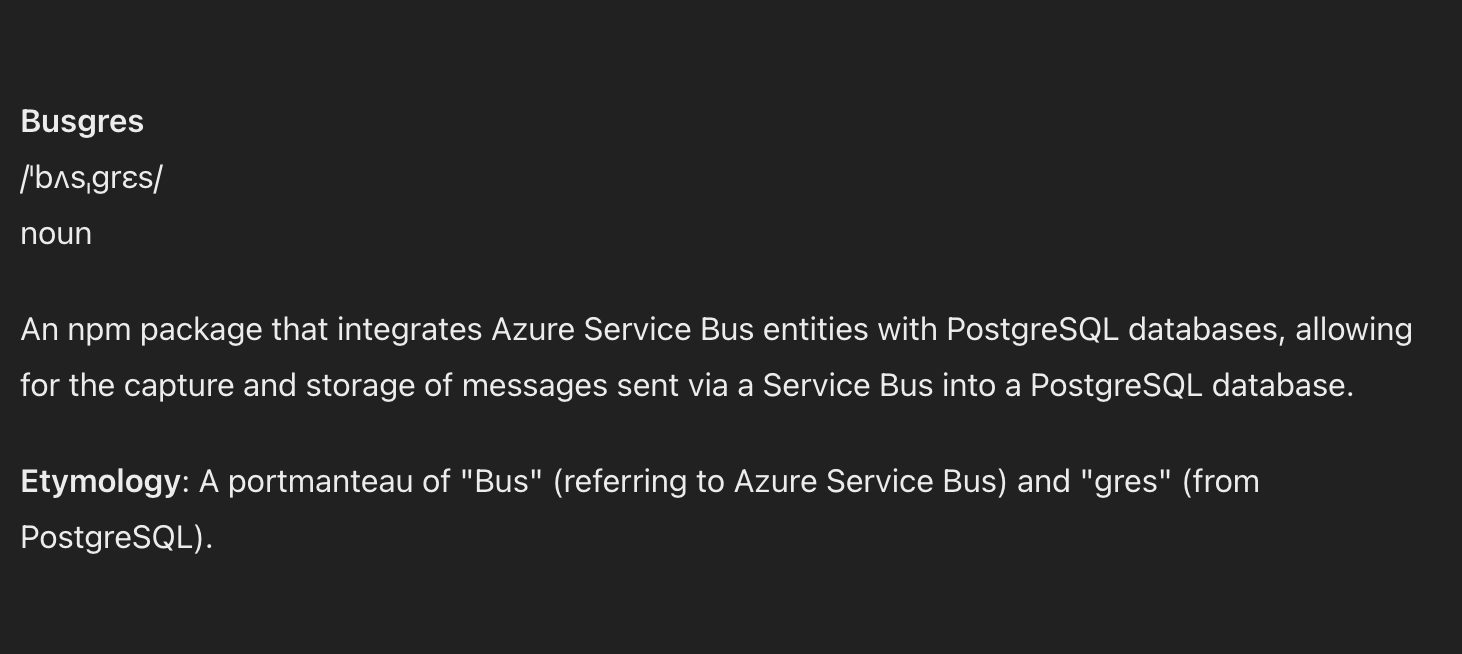 Busgres
/ˈbʌsˌɡrɛs/
noun
An npm package that integrates Azure Service Bus entities with PostgreSQL databases, allowing
for the capture and storage of messages sent via a Service Bus into a PostgreSQL database.
Etymology: A portmanteau of "Bus" (referring to Azure Service Bus) and "gres" (from
PostgreSQL).